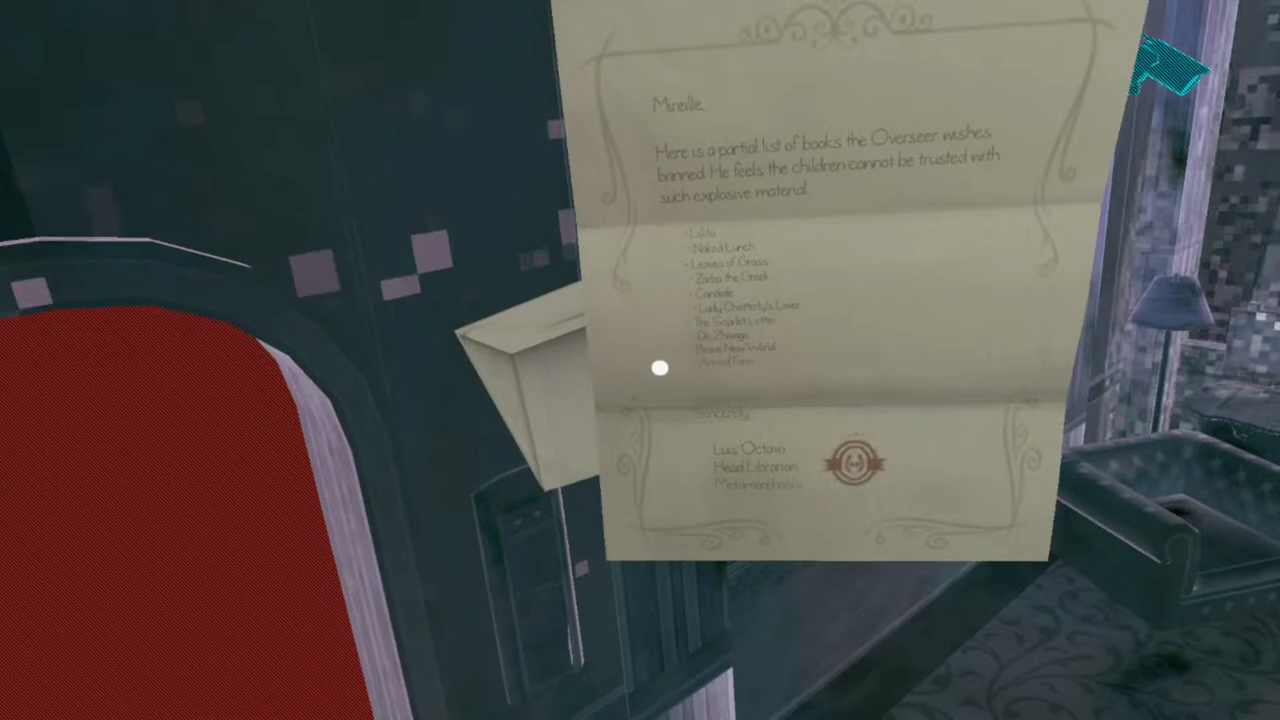 Mireille,
Here is a partial list of books the Overseer wishes
banned. He feels the children cannot be trusted with
such explosive material.
- Lolita
- Naked Lunch
- Leaves of Grass
- Zorba the Greek
- Candide
- Lady Chatterly's Lover
The Scarlet Letter
Dr. Zhivago
Brave New World
- Animal Farm
Sincerely,
Luis Octavo
Head Librarian
Metamorphosis